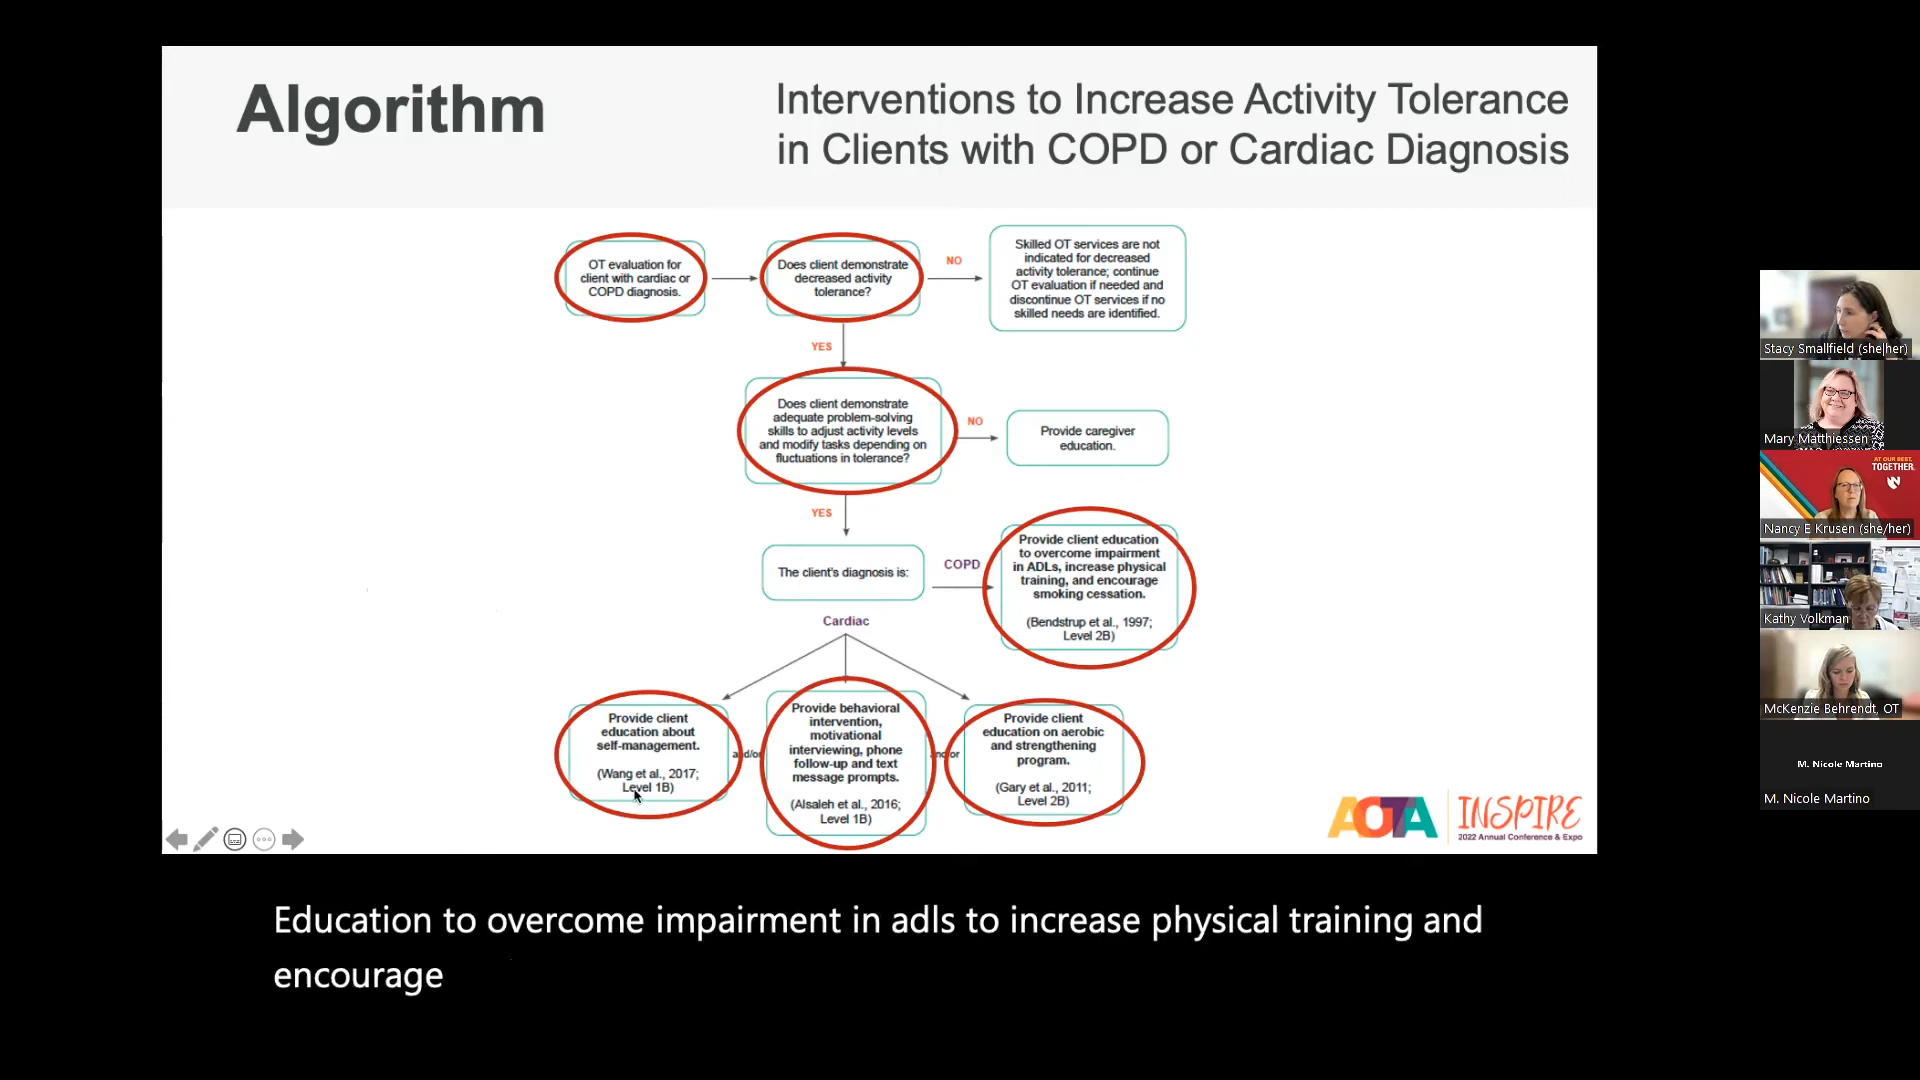 Algorithm
Interventions to Increase Activity Tolerance
in Clients with COPD or Cardiac Diagnosis
OT evaluation for
client with cardiac or
COPD diagnosis.
Does client demonstrate
decreased activity
tolerance?
NO
Skilled OT services are not
indicated for decreased
activity tolerance; continue
OT evaluation if needed and
discontinue OT services if no
skilled needs are identified.
YES
Does client demonstrate
adequate problem-solving
skills to adjust activity levels
and modify tasks depending on
fluctuations in tolerance?
NO
Provide caregiver
education.
YES
The client's diagnosis is:
COPD
Provide client education
to overcome impairment
in ADLs, increase physical
training, and encourage
smoking cessation.
(Bendstrup et al., 1997;
Level 2B)
Cardiac
Provide client
education about
self-management.
(Wang et al., 2017;
Level 1B)
and/or
Provide behavioral
intervention,
motivational
interviewing, phone
follow-up and text
message prompts.
(Alsaleh et al., 2016;
Level 1B)
and/or
Provide client
education on aerobic
and strengthening
program.
(Gary et al., 2011;
Level 2B)
AOTA
INSPIRE
2022 Annual Conference & Expo
Education to overcome impairment in adls to increase physical training and
encourage
Stacy Smallfield (she|her)
Mary Matthiessen
AT OUR BEST,
TOGETHER.
N
Nancy E Krusen (she/her)
Kathy Volkman
McKenzie Behrendt, OT
M. Nicole Martino
M. Nicole Martino